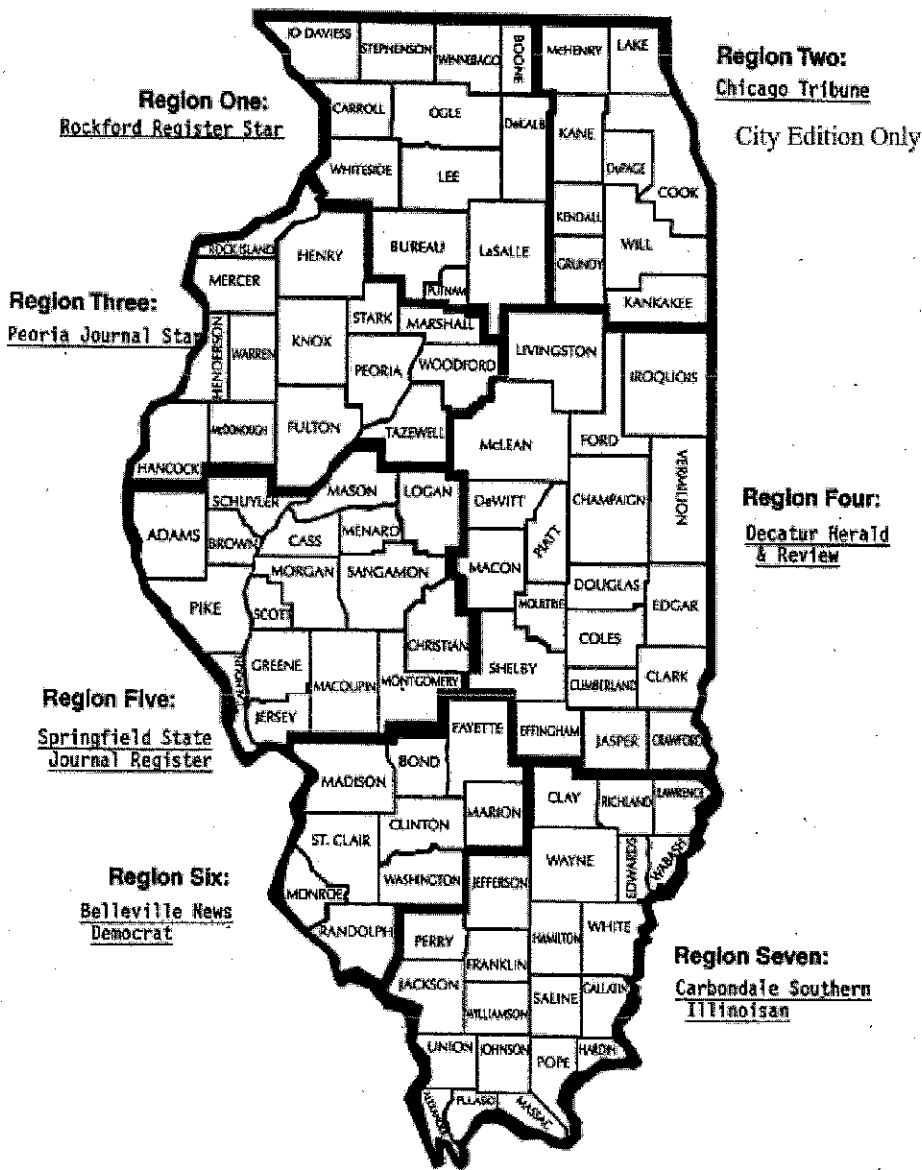 JO DAVIESS
STEPHENSON
WINNEBAGO
BOONE
McHENRY
LAKE
Region Two:
Chicago Tribune
City Edition Only
Region One:
Rockford Register Star
CARROLL
OGLE
DeKALB
KANE
DuPAGE
COOK
WHITESIDE
LEE
KENDALL
WILL
GRUNDY
KANKAKEE
ROCK ISLAND
HENRY
BUREAU
LaSALLE
PUTNAM
MERCER
Region Three:
Peoria Journal Star
STARK
MARSHALL
LIVINGSTON
IROQUOIS
HENDERSON
WARREN
KNOX
PEORIA
WOODFORD
HANCOCK
McDONOUGH
FULTON
TAZEWELL
McLEAN
FORD
VERMILION
Region Four:
Decatur Herald
& Review
SCHUYLER
MASON
LOGAN
DeWITT
CHAMPAIGN
ADAMS
BROWN
CASS
MENARD
PIATT
MACON
MORGAN
SANGAMON
DOUGLAS
EDGAR
PIKE
SCOTT
MOULTRIE
COLES
CHRISTIAN
SHELBY
GREENE
MACOUPIN
MONTGOMERY
CUMBERLAND
CLARK
Region Five:
Springfield State
Journal Register
JERSEY
FAYETTE
EFFINGHAM
JASPER
CRAWFORD
MADISON
BOND
CLAY
RICHLAND
LAWRENCE
MARION
ST. CLAIR
CLINTON
WAYNE
EDWARDS
WABASH
Region Six:
Belleville News
Democrat
MONROE
WASHINGTON
JEFFERSON
RANDOLPH
PERRY
HAMILTON
WHITE
FRANKLIN
Region Seven:
Carbondale Southern
Illinoisan
JACKSON
WILLIAMSON
SALINE
GALLATIN
UNION
JOHNSON
POPE
HARDIN
MASSAC